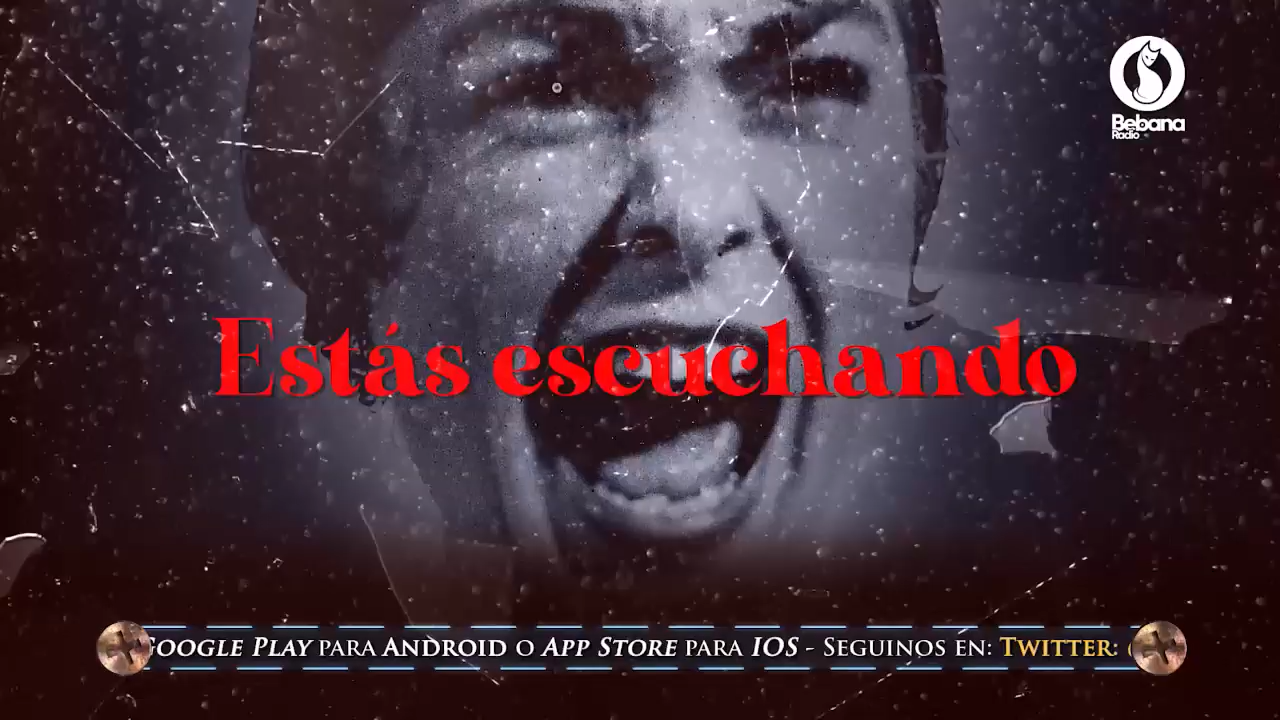 Bebana
Radio
Estás escuchando
GOOGLE PLAY PARA ANDROID O APP STORE PARA IOS - SEGUINOS EN: TWITTER: